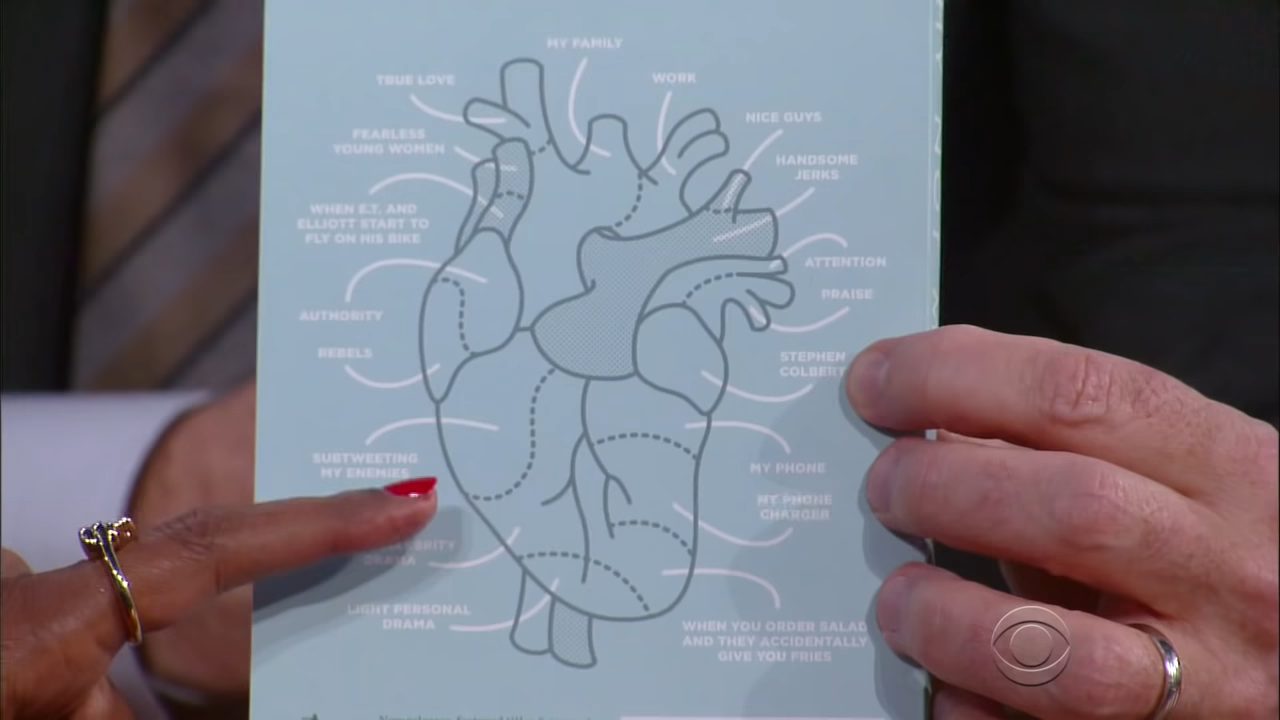 MY FAMILY
TRUE LOVE
WORK
NICE GUYS
FEARLESS
YOUNG WOMEN
HANDSOME
JERKS
WHEN E.T. AND
ELLIOTT START TO
FLY ON HIS BIKE
ATTENTION
PRAISE
AUTHORITY
REBELS
STEPHEN
COLBERT
SUBTWEETING
MY ENEMIES
MY PHONE
MY PHONE
CHARGER
DRAMA
LIGHT PERSONAL
DRAMA
WHEN YOU ORDER SALAD
AND THEY ACCIDENTALLY
GIVE YOU FRIES